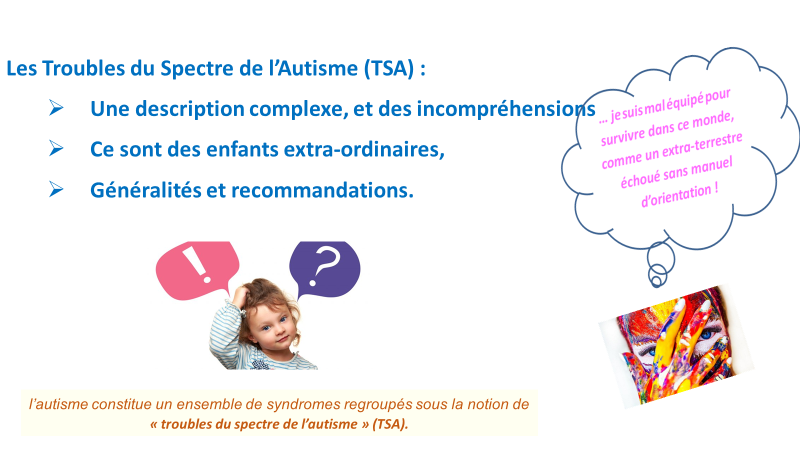 Les Troubles du Spectre de l’Autisme (TSA) :
Une description complexe, et des incompréhensions
Ce sont des enfants extra-ordinaires,
Généralités et recommandations.
... je suis mal équipé pour
survivre dans ce monde,
comme un extra-terrestre
échoué sans manuel
d’orientation !
! ?
l’autisme constitue un ensemble de syndromes regroupés sous la notion de
« troubles du spectre de l’autisme » (TSA).